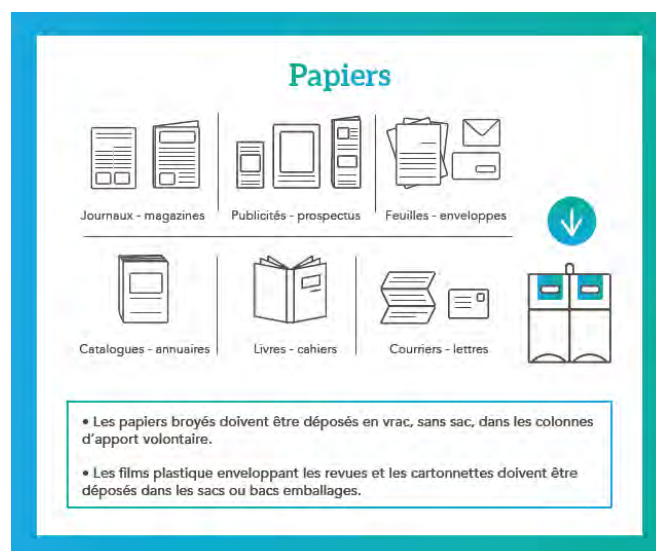 Papiers
Journaux - magazines
Publicités - prospectus
Feuilles - enveloppes
Catalogues - annuaires
Livres - cahiers
Courriers - lettres
• Les papiers broyés doivent être déposés en vrac, sans sac, dans les colonnes
d'apport volontaire.
• Les films plastique enveloppant les revues et les cartonnettes doivent être
déposés dans les sacs ou bacs emballages.